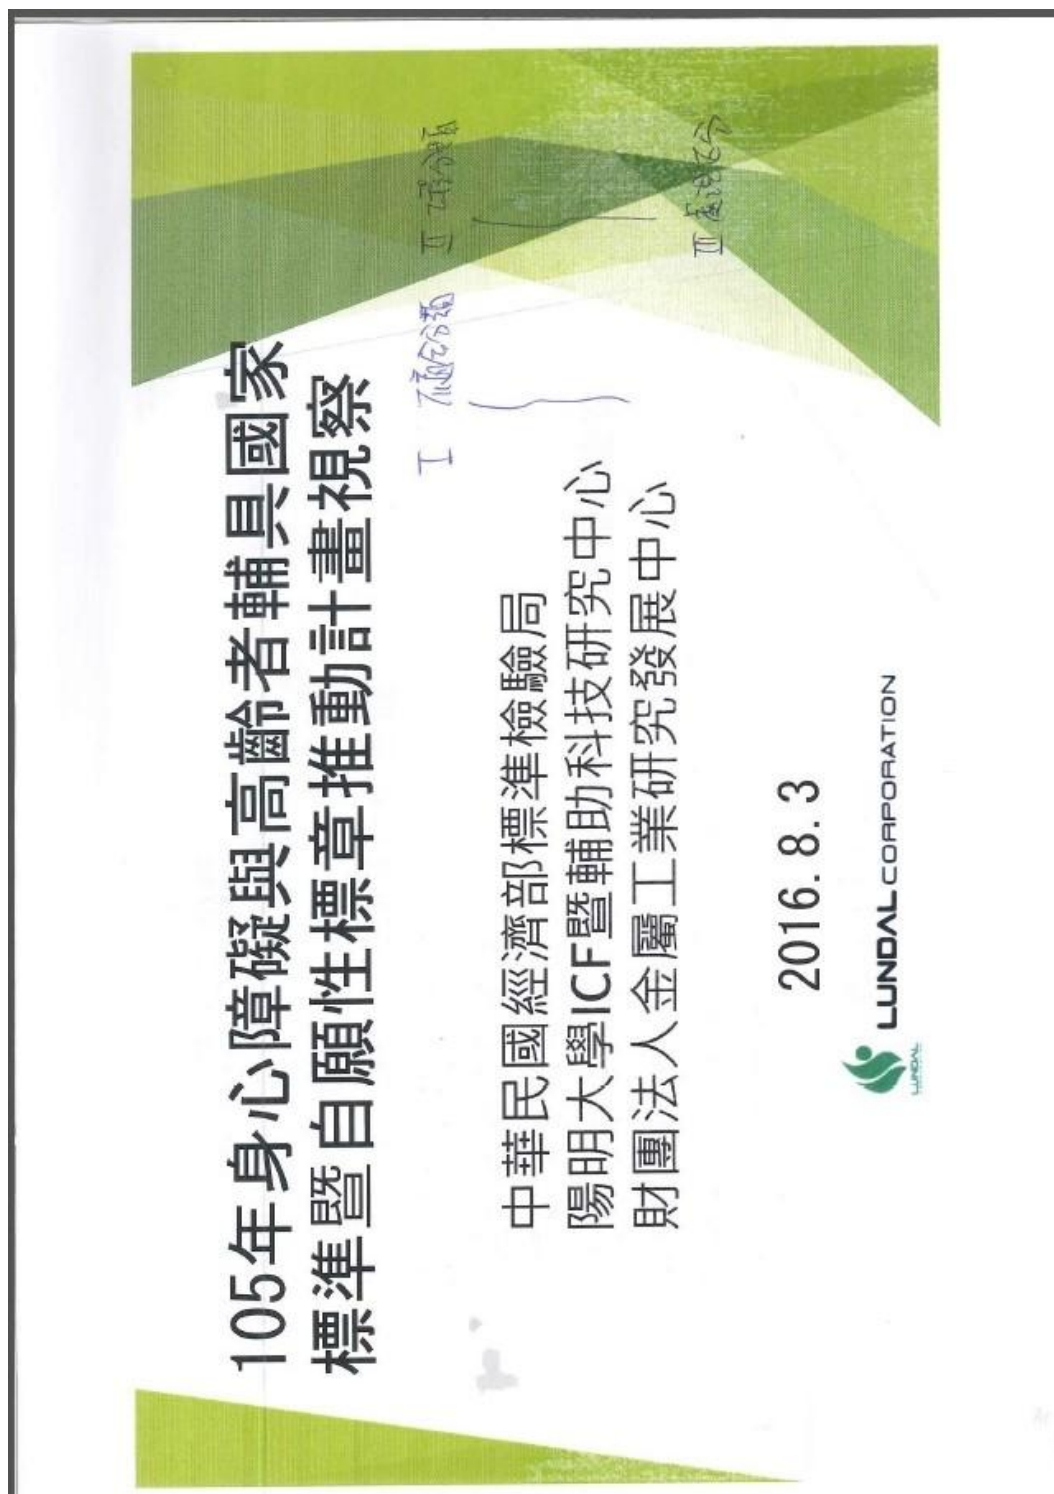 105年身心障礙與高齡者輔具國家
標準暨自願性標章推動計畫視察
I
II
III
中華民國經濟部標準檢驗局
陽明大學ICF暨輔助科技研究中心
財團法人金屬工業研究發展中心
2016.8.3
LUNDAL
LUNDAL CORPORATION